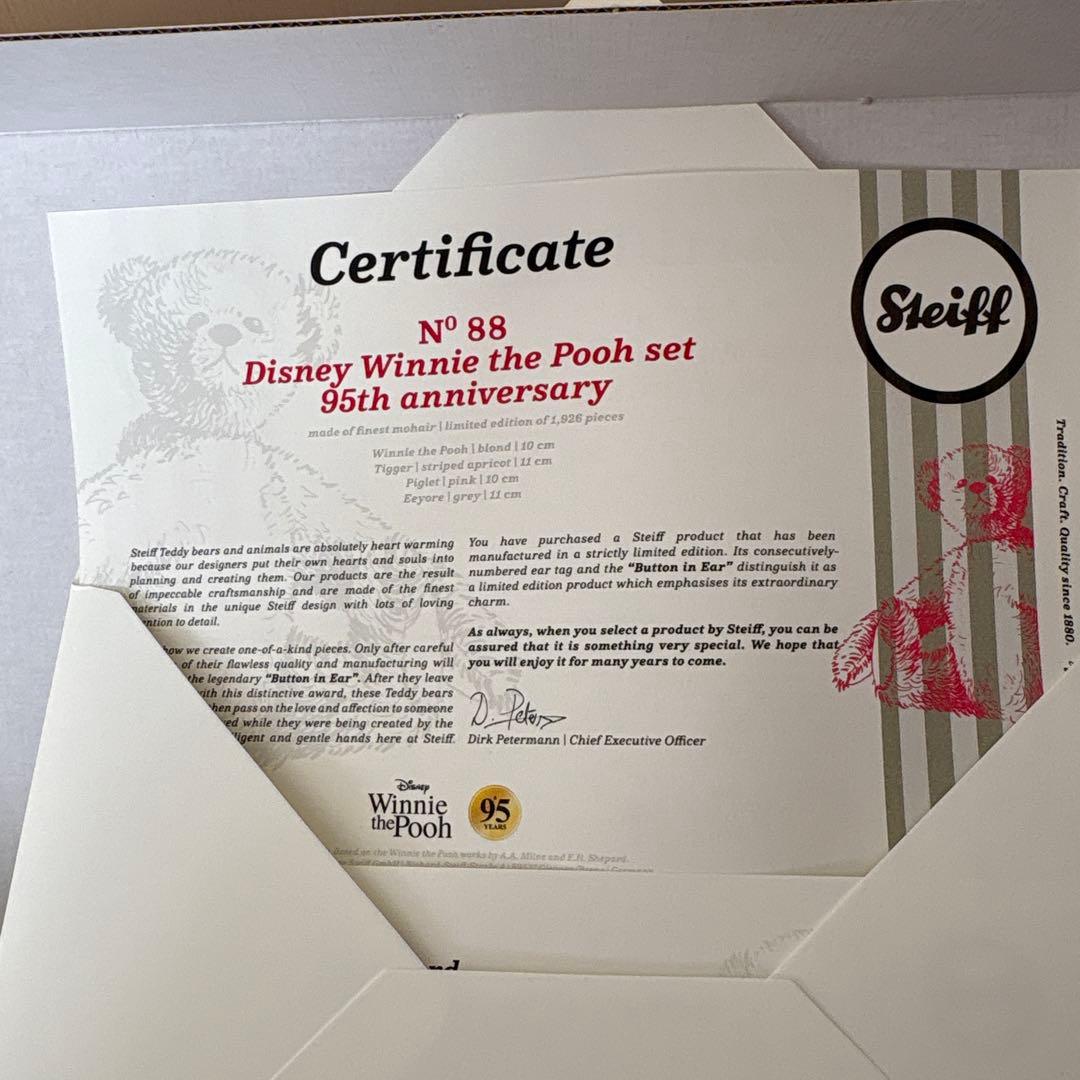 Certificate
Nº 88
Disney Winnie the Pooh set
95th anniversary
made of finest mohair | limited edition of 1,926 pieces
Winnie the Pooh | blond | 10 cm
Tigger | striped apricot | 11 cm
Piglet | pink | 10 cm
Eeyore | grey | 11 cm
Steiff Teddy bears and animals are absolutely heart warming
because our designers put their own hearts and souls into
planning and creating them. Our products are the result
of impeccable craftsmanship and are made of the finest
materials in the unique Steiff design with lots of loving
to detail.
we create one-of-a-kind pieces. Only after careful
of their flawless quality and manufacturing will
the legendary “Button in Ear”. After they leave
with this distinctive award, these Teddy bears
pass on the love and affection to someone
while they were being created by the
and gentle hands here at Steiff.
You have purchased a Steiff product that has been
manufactured in a strictly limited edition. Its consecutively-
numbered ear tag and the “Button in Ear” distinguish it as
a limited edition product which emphasises its extraordinary
charm.
As always, when you select a product by Steiff, you can be
assured that it is something very special. We hope that
you will enjoy it for many years to come.
Dirk Petermann | Chief Executive Officer
Disney
Winnie
the Pooh
95
YEARS
Based on the Winnie the Pooh works by A.A. Milne and E.H. Shepard.
Steiff
Tradition. Craft. Quality since 1880.